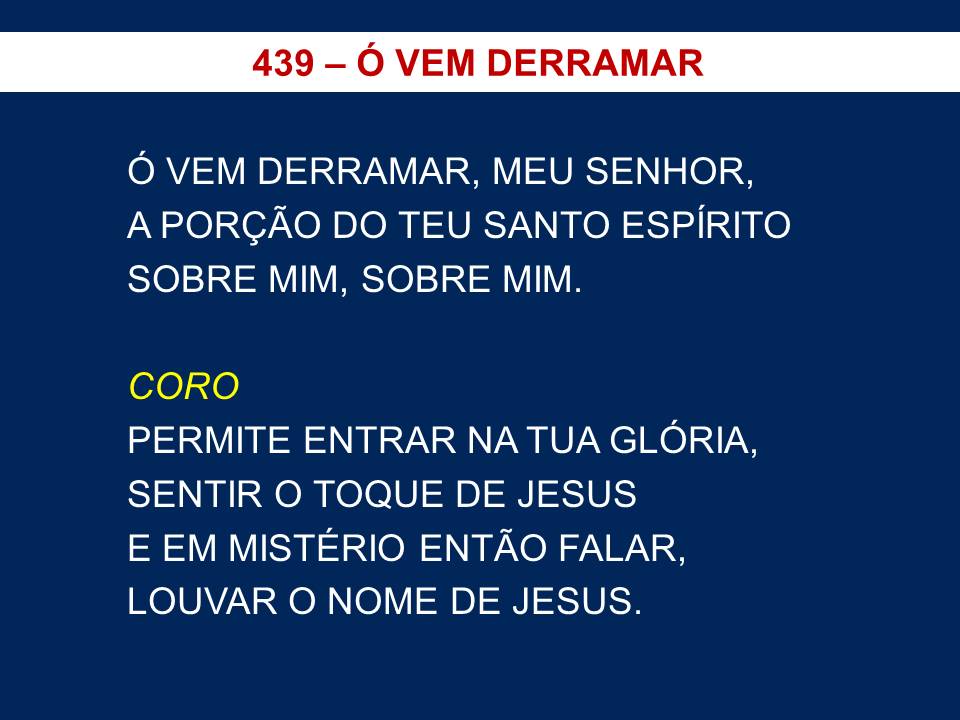 439 – Ó VEM DERRAMAR
Ó VEM DERRAMAR, MEU SENHOR,
A PORÇÃO DO TEU SANTO ESPÍRITO
SOBRE MIM, SOBRE MIM.
CORO
PERMITE ENTRAR NA TUA GLÓRIA,
SENTIR O TOQUE DE JESUS
E EM MISTÉRIO ENTÃO FALAR,
LOUVAR O NOME DE JESUS.